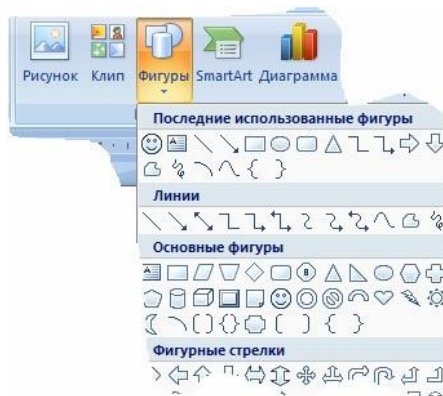 Рисунок Клип Фигуры SmartArt Диаграмма
Последние использованные фигуры
Линии
Основные фигуры
Фигурные стрелки